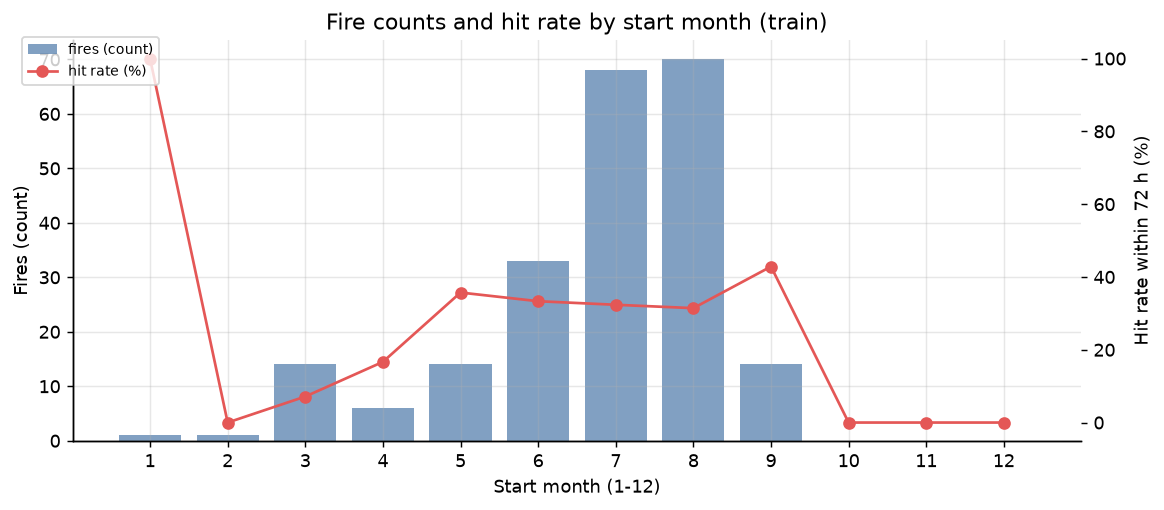 Fire counts and hit rate by start month (train)
fires (count)
hit rate (%)
70
60
50
40
30
20
10
0
Fires (count)
100
80
60
40
20
0
Hit rate within 72 h (%)
1 2 3 4 5 6 7 8 9 10 11 12
Start month (1-12)